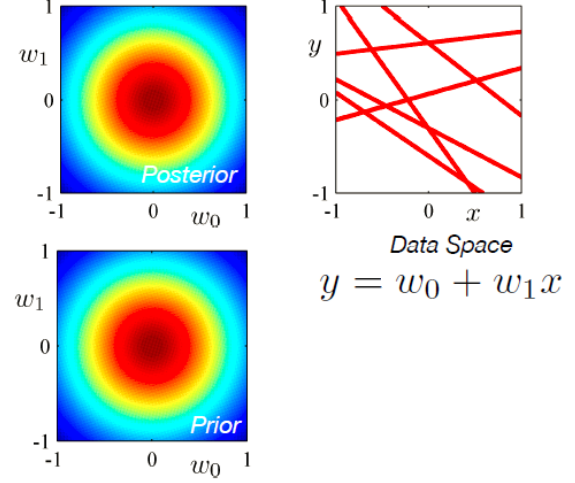 1
w₁
0
Posterior
-1
-1 0 w₀ 1
1
y
0
-1
-1 0 x 1
Data Space
y = w₀ + w₁x
1
w₁
0
Prior
-1
-1 0 w₀ 1